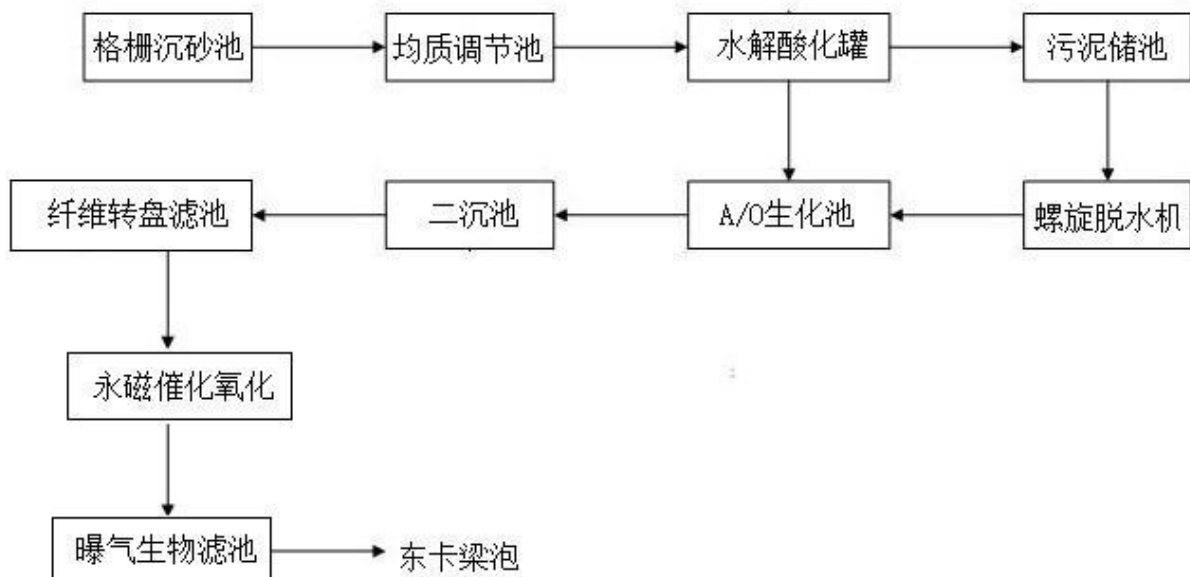 格栅沉砂池
均质调节池
水解酸化罐
污泥储池
纤维转盘滤池
二沉池
A/O生化池
螺旋脱水机
永磁催化氧化
曝气生物滤池
东卡梁泡